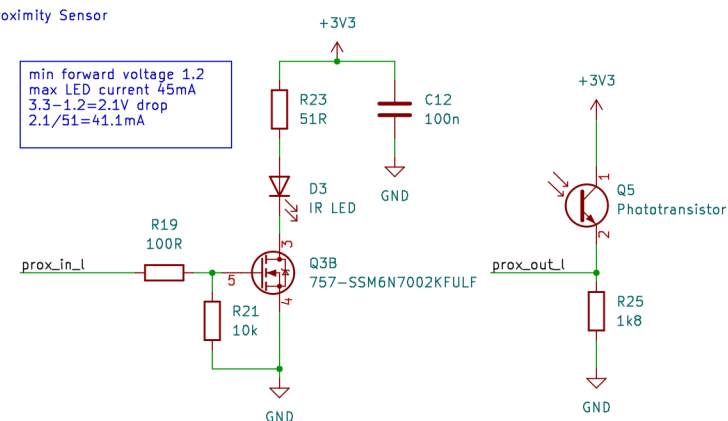 oximity Sensor
min forward voltage 1.2
max LED current 45mA
3.3-1.2=2.1V drop
2.1/51=41.1mA
+3V3
R23
51R
C12
100n
GND
D3
IR LED
R19
100R
prox_in_l
3
Q3B
757-SSM6N7002KFULF
5
4
R21
10k
GND
+3V3
1
Q5
Phototransistor
2
prox_out_l
R25
1k8
GND